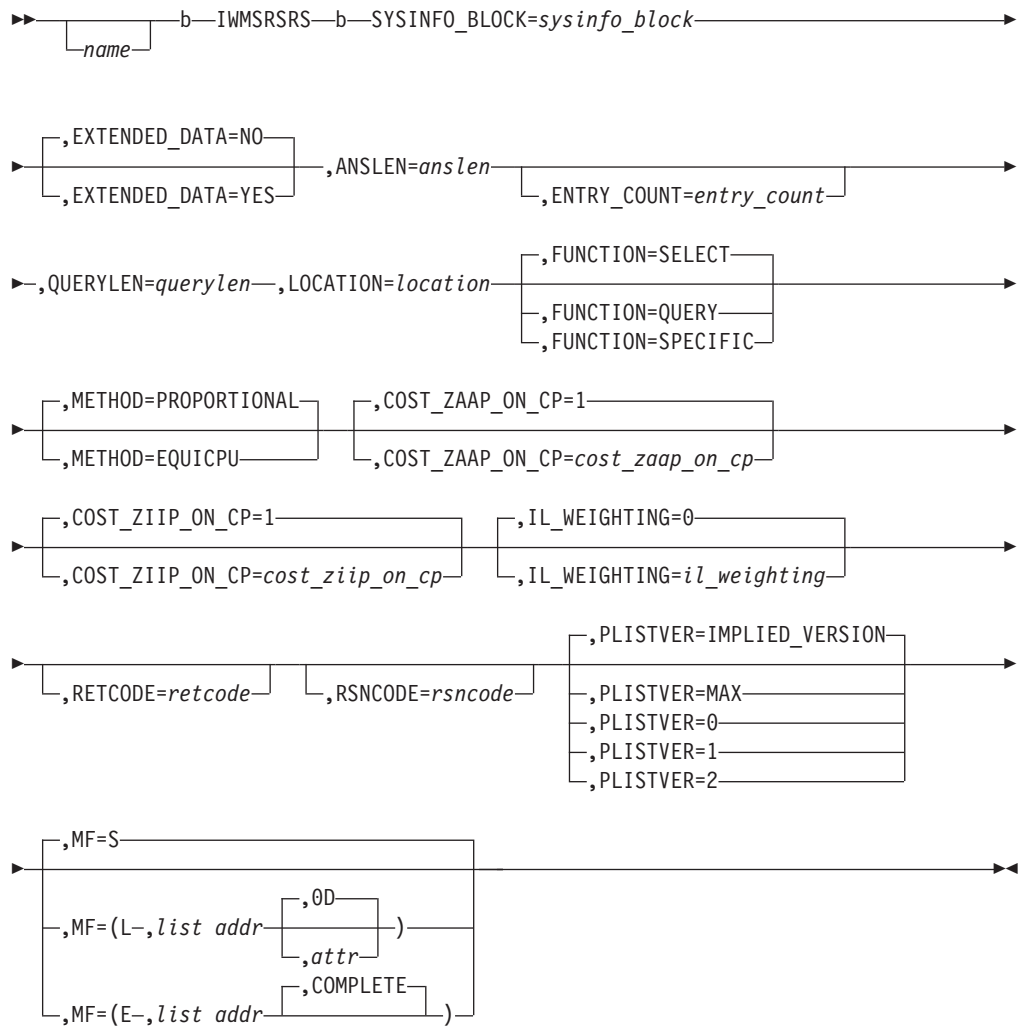 b IWMSRSRS b SYSINFO_BLOCK=sysinfo_block
name
,EXTENDED_DATA=NO
,ANSLEN=anslen
,EXTENDED_DATA=YES
,ENTRY_COUNT=entry_count
,FUNCTION=SELECT
,QUERYLEN=querylen ,LOCATION=location
,FUNCTION=QUERY
,FUNCTION=SPECIFIC
,METHOD=PROPORTIONAL ,COST_ZAAP_ON_CP=1
,METHOD=EQUICPU ,COST_ZAAP_ON_CP=cost_zaap_on_cp
,COST_ZIIP_ON_CP=1 ,IL_WEIGHTING=0
,COST_ZIIP_ON_CP=cost_ziip_on_cp ,IL_WEIGHTING=il_weighting
,PLISTVER=IMPLIED_VERSION
,RETCODE=retcode ,RSNCODE=rsncode ,PLISTVER=MAX
,PLISTVER=0
,PLISTVER=1
,PLISTVER=2
,MF=S
,0D
,MF=(L ,list addr )
,attr
,COMPLETE
,MF=(E ,list addr )